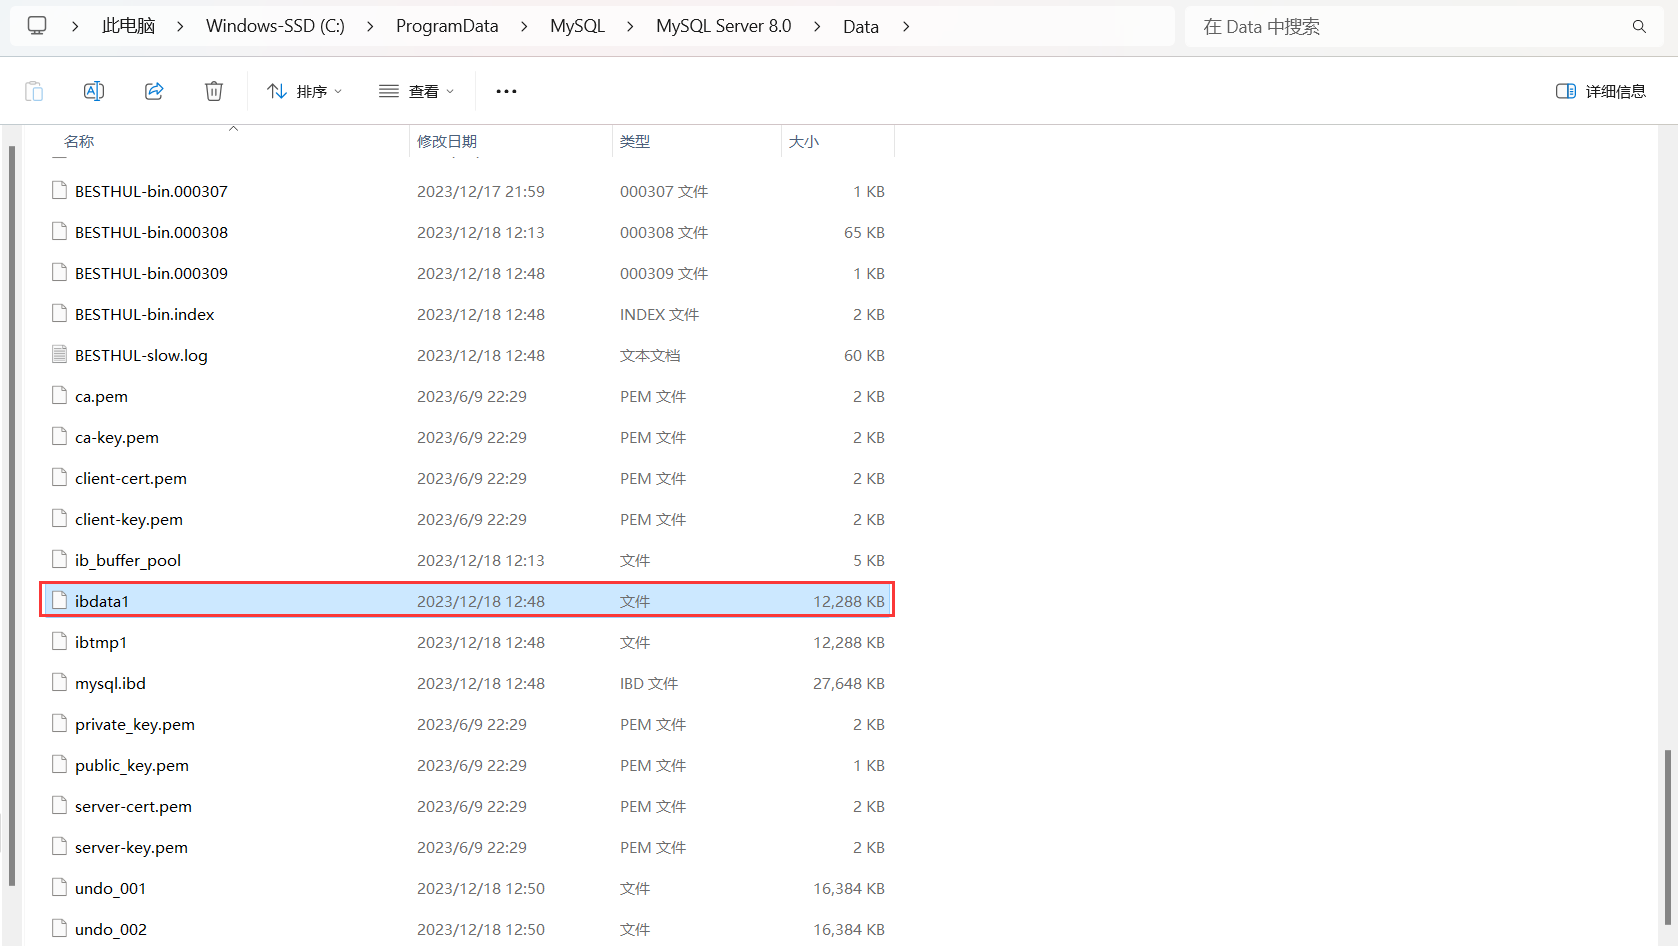 此电脑 > Windows-SSD (C:) > ProgramData > MySQL > MySQL Server 8.0 > Data >
在 Data 中搜索
排序 查看 ··· 详细信息
名称 修改日期 类型 大小
BESTHUL-bin.000307 2023/12/17 21:59 000307 文件 1 KB
BESTHUL-bin.000308 2023/12/18 12:13 000308 文件 65 KB
BESTHUL-bin.000309 2023/12/18 12:48 000309 文件 1 KB
BESTHUL-bin.index 2023/12/18 12:48 INDEX 文件 2 KB
BESTHUL-slow.log 2023/12/18 12:48 文本文档 60 KB
ca.pem 2023/6/9 22:29 PEM 文件 2 KB
ca-key.pem 2023/6/9 22:29 PEM 文件 2 KB
client-cert.pem 2023/6/9 22:29 PEM 文件 2 KB
client-key.pem 2023/6/9 22:29 PEM 文件 2 KB
ib_buffer_pool 2023/12/18 12:13 文件 5 KB
ibdata1 2023/12/18 12:48 文件 12,288 KB
ibtmp1 2023/12/18 12:48 文件 12,288 KB
mysql.ibd 2023/12/18 12:48 IBD 文件 27,648 KB
private_key.pem 2023/6/9 22:29 PEM 文件 2 KB
public_key.pem 2023/6/9 22:29 PEM 文件 1 KB
server-cert.pem 2023/6/9 22:29 PEM 文件 2 KB
server-key.pem 2023/6/9 22:29 PEM 文件 2 KB
undo_001 2023/12/18 12:50 文件 16,384 KB
undo_002 2023/12/18 12:50 文件 16,384 KB